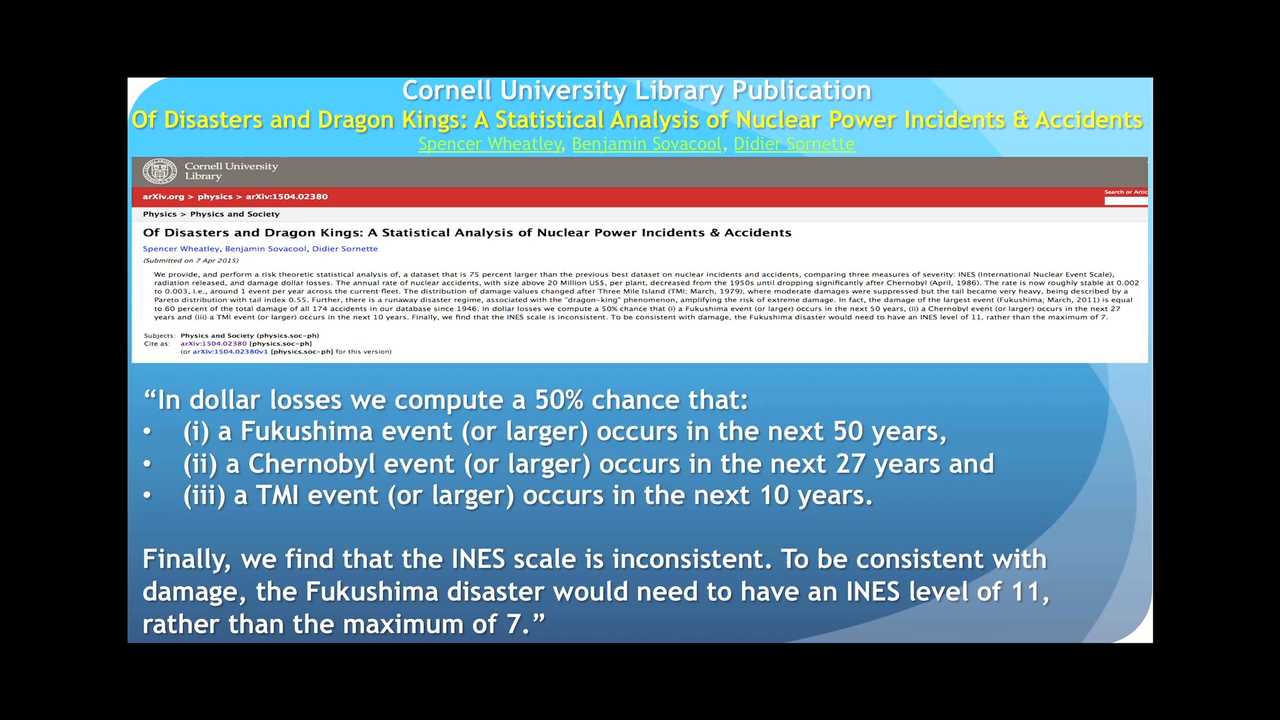 Cornell University Library Publication
Of Disasters and Dragon Kings: A Statistical Analysis of Nuclear Power Incidents & Accidents
Spencer Wheatley, Benjamin Sovacool, Didier Sornette
Cornell University
Library
arXiv.org > physics > arXiv:1504.02380
Search or Artic
Physics > Physics and Society
Of Disasters and Dragon Kings: A Statistical Analysis of Nuclear Power Incidents & Accidents
Spencer Wheatley, Benjamin Sovacool, Didier Sornette
(Submitted on 7 Apr 2015)
We provide, and perform a risk theoretic statistical analysis of, a dataset that is 75 percent larger than the previous best dataset on nuclear incidents and accidents, comparing three measures of severity: INES (International Nuclear Event Scale),
radiation released, and damage dollar losses. The annual rate of nuclear accidents, with size above 20 Million US$, per plant, decreased from the 1950s until dropping significantly after Chernobyl (April, 1986). The rate is now roughly stable at 0.002
to 0.003, i.e., around 1 event per year across the current fleet. The distribution of damage values changed after Three Mile Island (TMI; March, 1979), where moderate damages were suppressed but the tail became very heavy, being described by a
Pareto distribution with tail index 0.55. Further, there is a runaway disaster regime, associated with the "dragon-king" phenomenon, amplifying the risk of extreme damage. In fact, the damage of the largest event (Fukushima; March, 2011) is equal
to 60 percent of the total damage of all 174 accidents in our database since 1946. In dollar losses we compute a 50% chance that (i) a Fukushima event (or larger) occurs in the next 50 years, (ii) a Chernobyl event (or larger) occurs in the next 27
years and (iii) a TMI event (or larger) occurs in the next 10 years. Finally, we find that the INES scale is inconsistent. To be consistent with damage, the Fukushima disaster would need to have an INES level of 11, rather than the maximum of 7.
Subjects: Physics and Society (physics.soc-ph)
Cite as: arXiv:1504.02380 [physics.soc-ph]
(or arXiv:1504.02380v1 [physics.soc-ph] for this version)
“In dollar losses we compute a 50% chance that:
• (i) a Fukushima event (or larger) occurs in the next 50 years,
• (ii) a Chernobyl event (or larger) occurs in the next 27 years and
• (iii) a TMI event (or larger) occurs in the next 10 years.
Finally, we find that the INES scale is inconsistent. To be consistent with
damage, the Fukushima disaster would need to have an INES level of 11,
rather than the maximum of 7.”